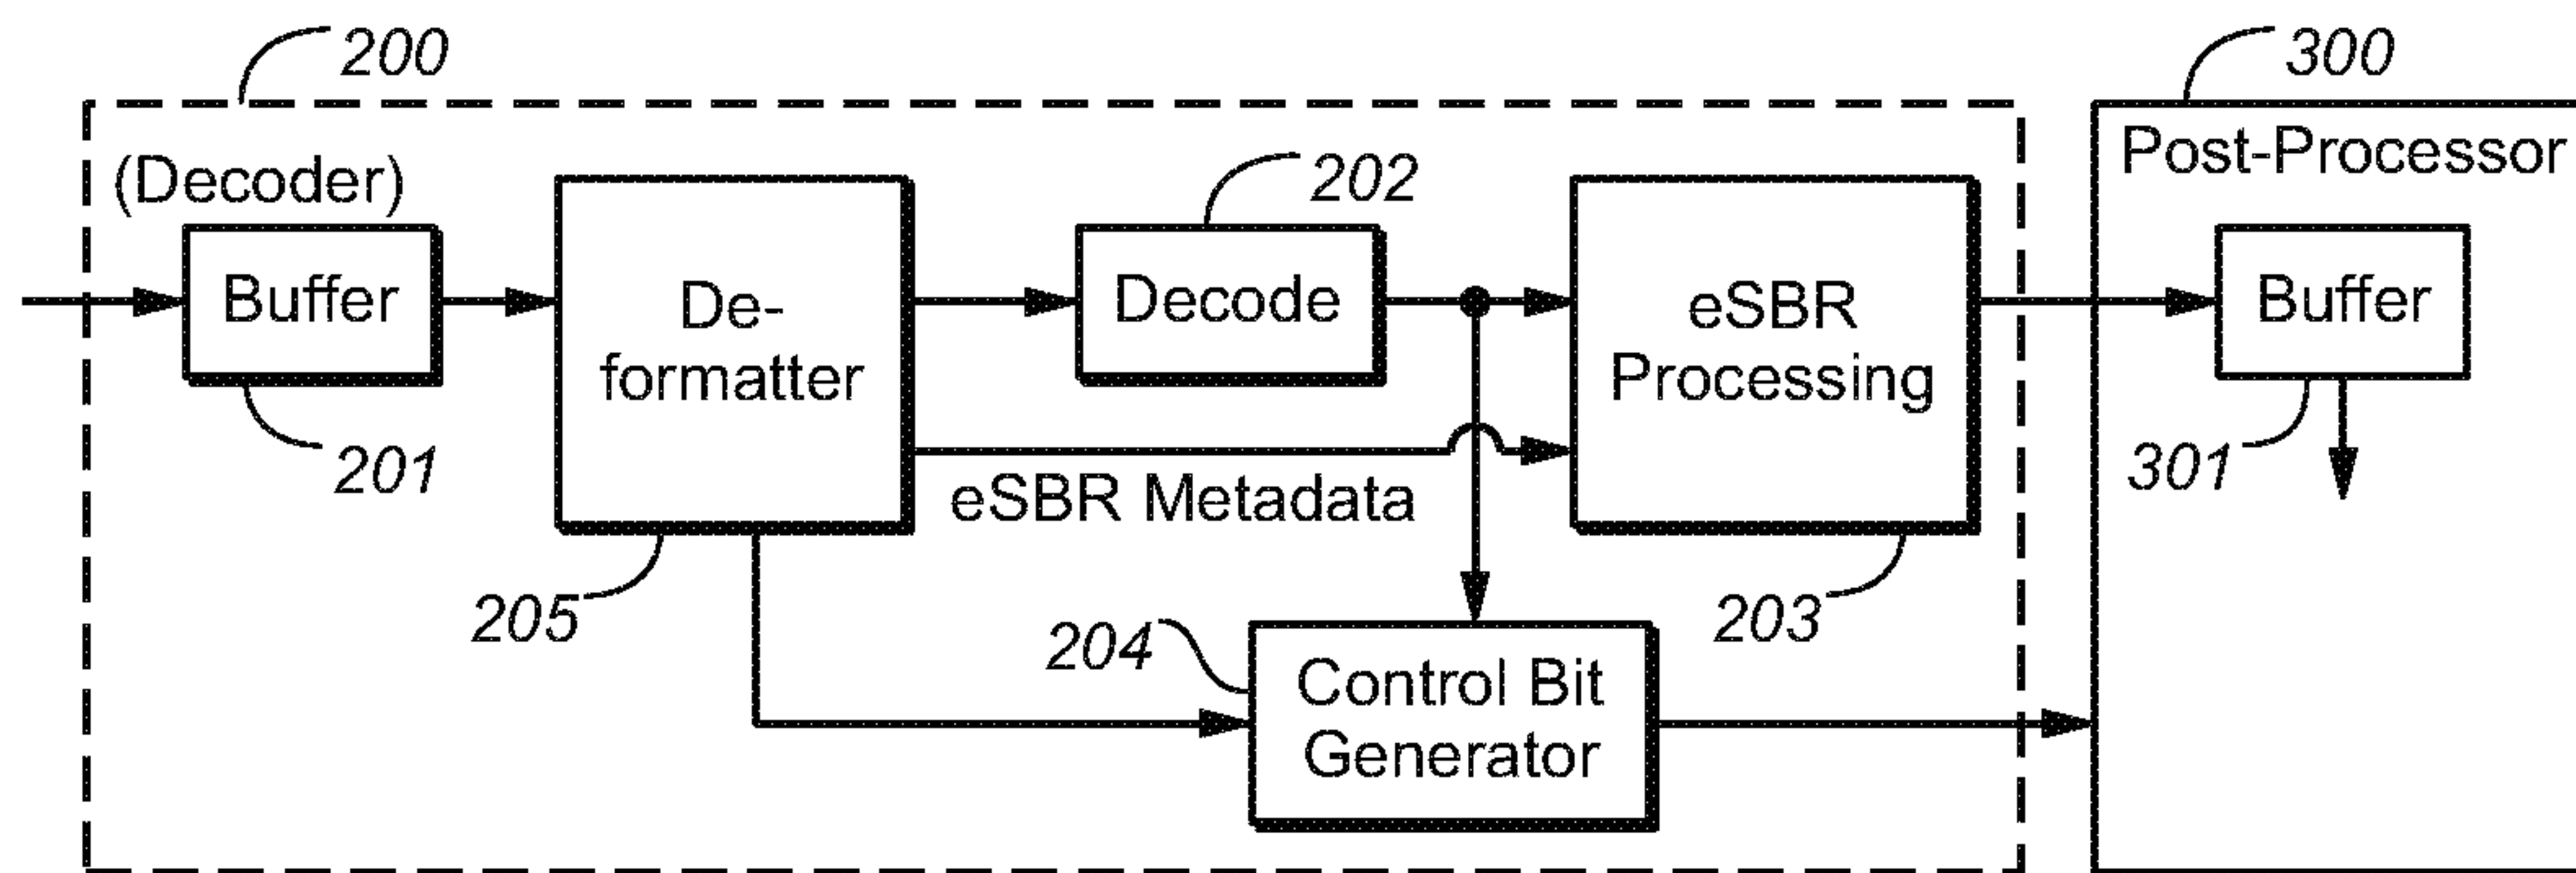 200
300
(Decoder)
Post-Processor
202
Buffer
De-
formatter
Decode
eSBR
Processing
Buffer
201
eSBR Metadata
301
205
204
203
Control Bit
Generator